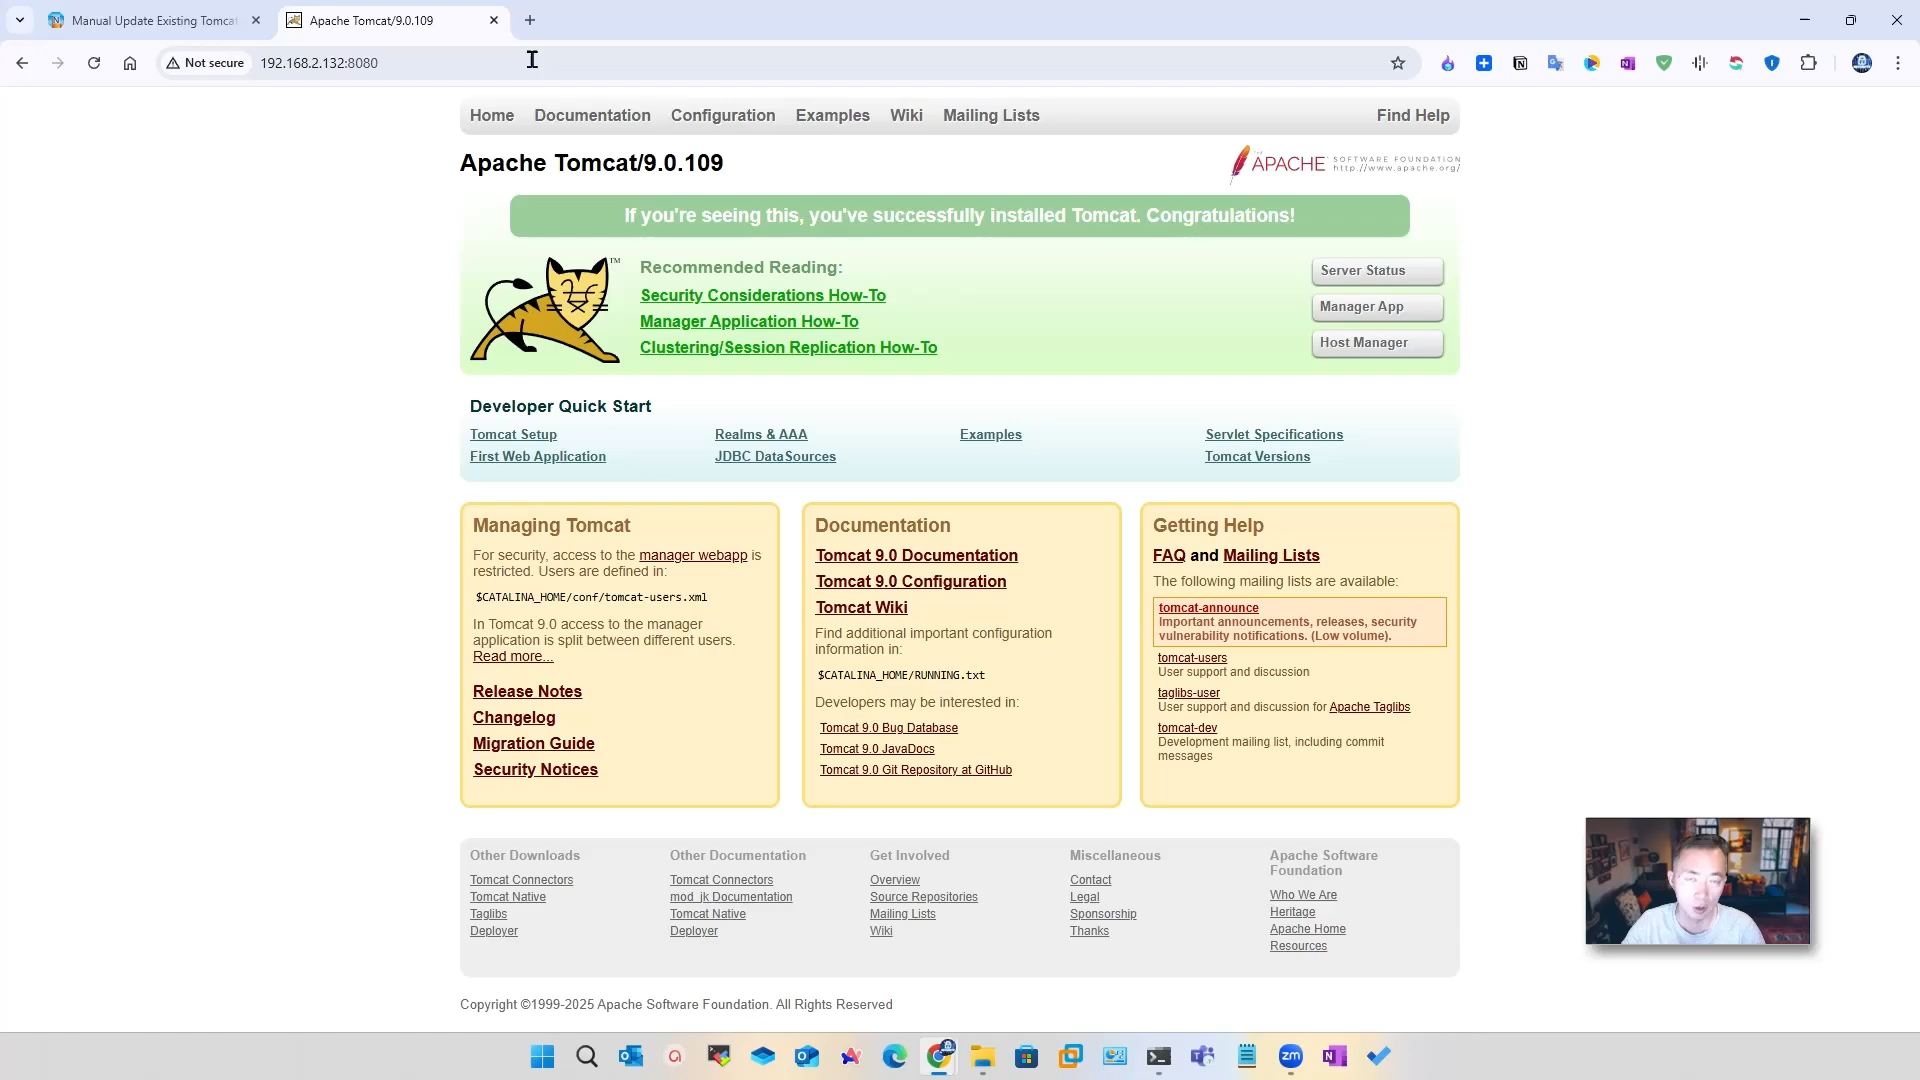 Manual Update Existing Tomcat
Apache Tomcat/9.0.109
Not secure
192.168.2.132:8080
Home
Documentation
Configuration
Examples
Wiki
Mailing Lists
Find Help
Apache Tomcat/9.0.109
THE
APACHE
SOFTWARE FOUNDATION
http://www.apache.org/
If you're seeing this, you've successfully installed Tomcat. Congratulations!
TM
Recommended Reading:
Security Considerations How-To
Manager Application How-To
Clustering/Session Replication How-To
Server Status
Manager App
Host Manager
Developer Quick Start
Tomcat Setup
First Web Application
Realms & AAA
JDBC DataSources
Examples
Servlet Specifications
Tomcat Versions
Managing Tomcat
For security, access to the manager webapp is
restricted. Users are defined in:
$CATALINA_HOME/conf/tomcat-users.xml
In Tomcat 9.0 access to the manager
application is split between different users.
Read more...
Release Notes
Changelog
Migration Guide
Security Notices
Documentation
Tomcat 9.0 Documentation
Tomcat 9.0 Configuration
Tomcat Wiki
Find additional important configuration
information in:
$CATALINA_HOME/RUNNING.txt
Developers may be interested in:
Tomcat 9.0 Bug Database
Tomcat 9.0 JavaDocs
Tomcat 9.0 Git Repository at GitHub
Getting Help
FAQ and Mailing Lists
The following mailing lists are available:
tomcat-announce
Important announcements, releases, security
vulnerability notifications. (Low volume).
tomcat-users
User support and discussion
taglibs-user
User support and discussion for Apache Taglibs
tomcat-dev
Development mailing list, including commit
messages
Other Downloads
Tomcat Connectors
Tomcat Native
Taglibs
Deployer
Other Documentation
Tomcat Connectors
mod_jk Documentation
Tomcat Native
Deployer
Get Involved
Overview
Source Repositories
Mailing Lists
Wiki
Miscellaneous
Contact
Legal
Sponsorship
Thanks
Apache Software
Foundation
Who We Are
Heritage
Apache Home
Resources
Copyright ©1999-2025 Apache Software Foundation. All Rights Reserved
zm